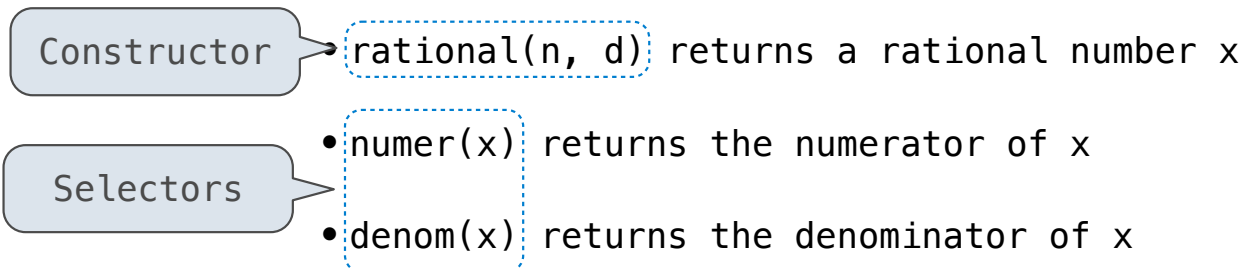 Constructor
• rational(n, d) returns a rational number x
• numer(x) returns the numerator of x
Selectors
• denom(x) returns the denominator of x